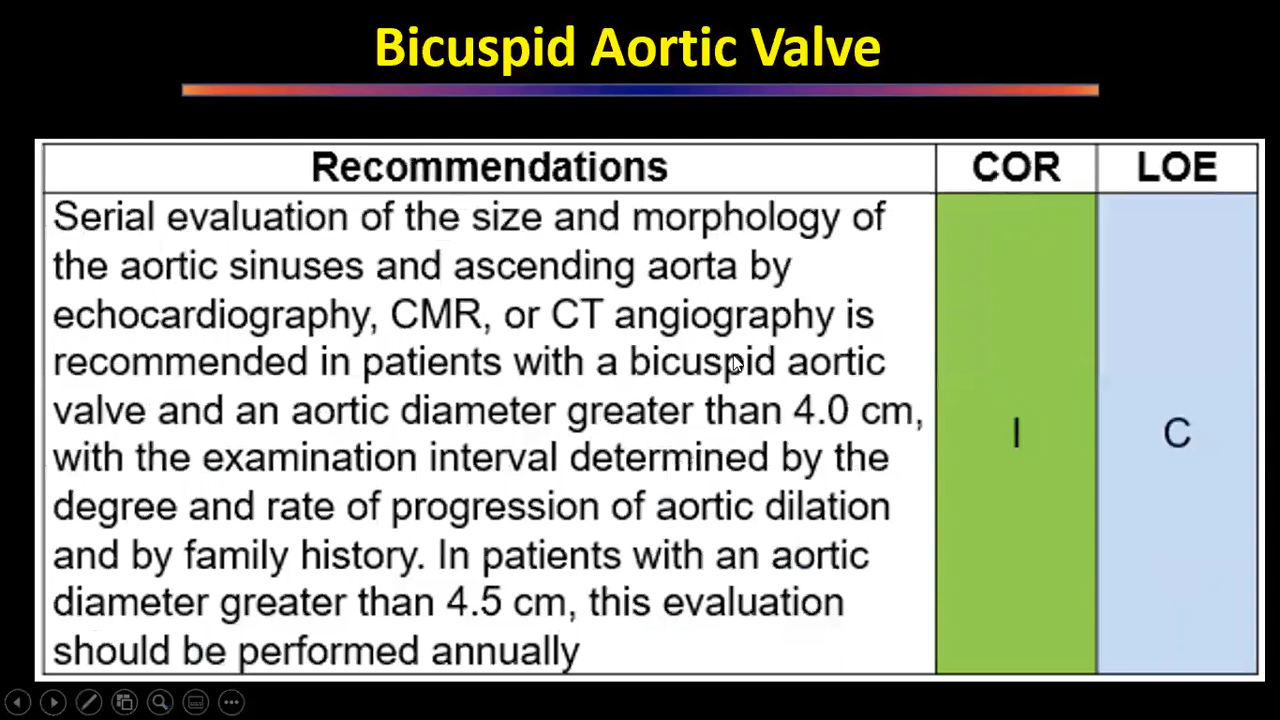 Bicuspid Aortic Valve
Recommendations COR LOE
Serial evaluation of the size and morphology of
the aortic sinuses and ascending aorta by
echocardiography, CMR, or CT angiography is
recommended in patients with a bicuspid aortic
valve and an aortic diameter greater than 4.0 cm,
with the examination interval determined by the
degree and rate of progression of aortic dilation
and by family history. In patients with an aortic
diameter greater than 4.5 cm, this evaluation
should be performed annually
I C